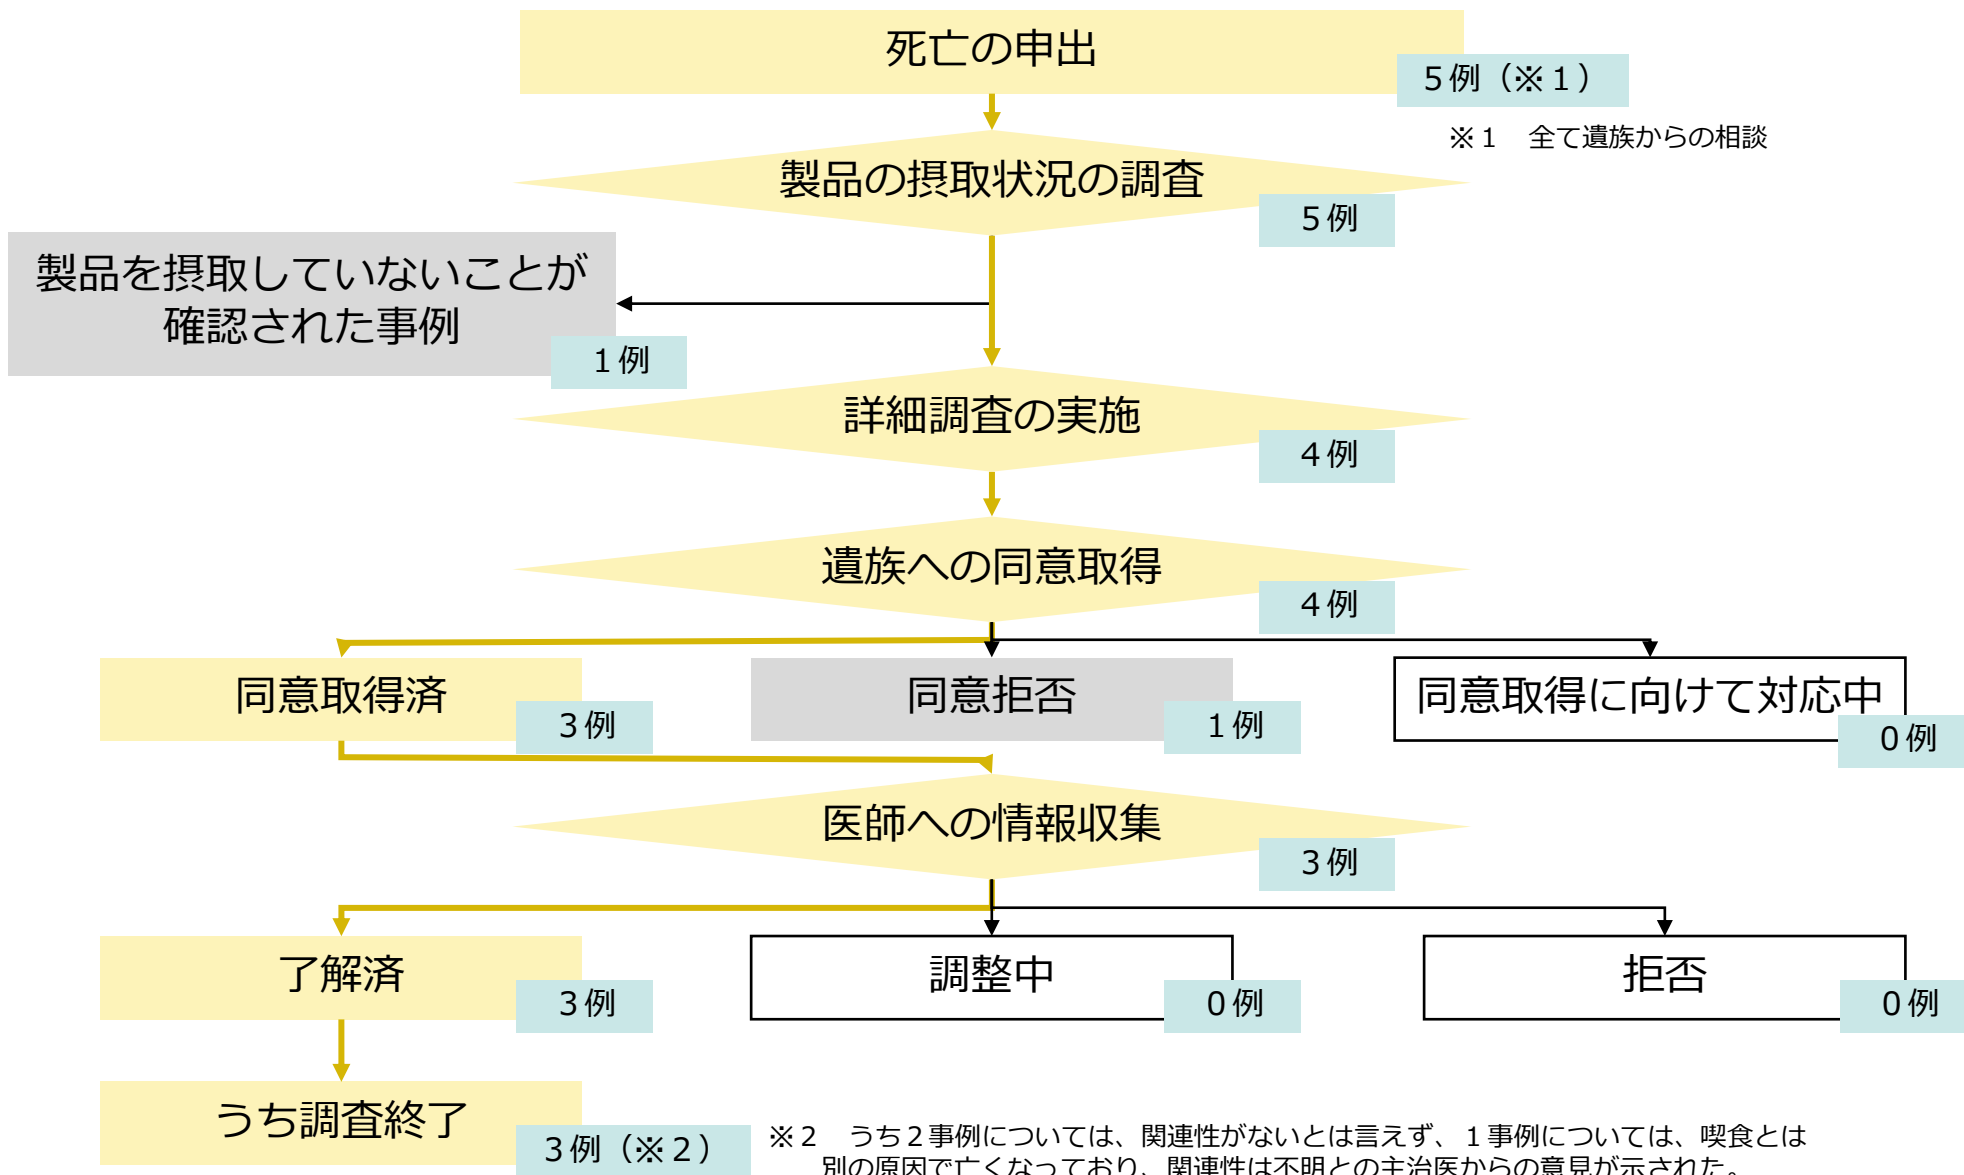 死亡の申出
５例（※１）
※１　全て遺族からの相談
製品の摂取状況の調査
５例
製品を摂取していないことが
確認された事例
１例
詳細調査の実施
４例
遺族への同意取得
４例
同意取得済
３例
同意拒否
１例
同意取得に向けて対応中
０例
医師への情報収集
３例
了解済
３例
調整中
０例
拒否
０例
うち調査終了
３例（※２）
※２　うち２事例については、関連性がないとは言えず、１事例については、喫食とは
別の原因で亡くなっており、関連性は不明との主治医からの意見が示された。